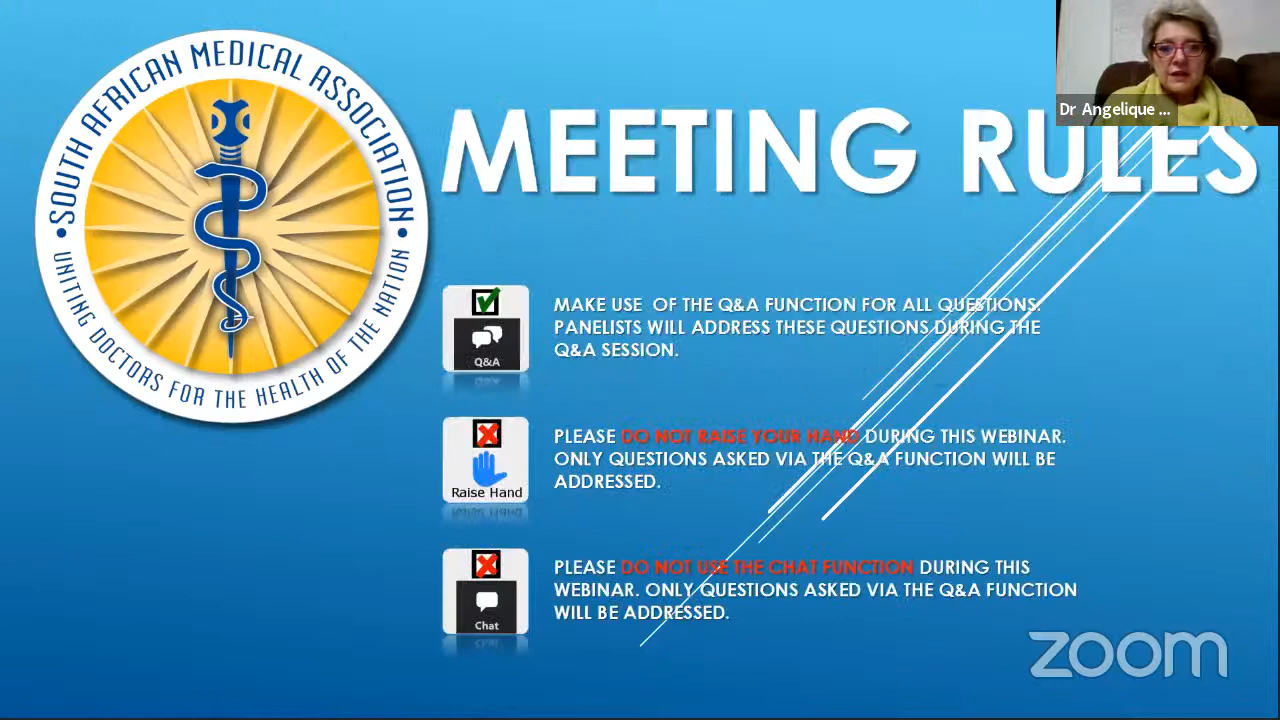 SOUTH AFRICAN MEDICAL ASSOCIATION
UNITING DOCTORS FOR THE HEALTH OF THE NATION
Dr Angelique ...
MEETING RULES
Q&A
MAKE USE OF THE Q&A FUNCTION FOR ALL QUESTIONS.
PANELISTS WILL ADDRESS THESE QUESTIONS DURING THE
Q&A SESSION.
Raise Hand
PLEASE DO NOT RAISE YOUR HAND DURING THIS WEBINAR.
ONLY QUESTIONS ASKED VIA THE Q&A FUNCTION WILL BE
ADDRESSED.
Chat
PLEASE DO NOT USE THE CHAT FUNCTION DURING THIS
WEBINAR. ONLY QUESTIONS ASKED VIA THE Q&A FUNCTION
WILL BE ADDRESSED.
zoom